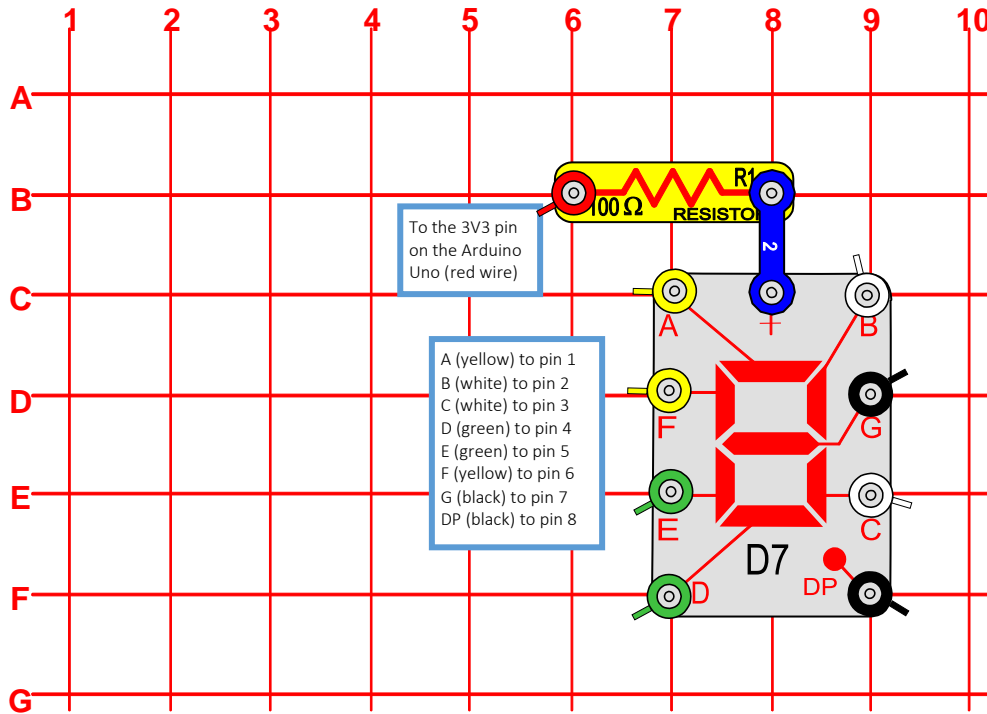 1 2 3 4 5 6 7 8 9 10
A
B
R1
100 Ω
RESISTOR
To the 3V3 pin
on the Arduino
Uno (red wire)
2
C
A
+
B
A (yellow) to pin 1
B (white) to pin 2
C (white) to pin 3
D (green) to pin 4
E (green) to pin 5
F (yellow) to pin 6
G (black) to pin 7
DP (black) to pin 8
D
F
G
E
E
C
D7
F
D
DP
G